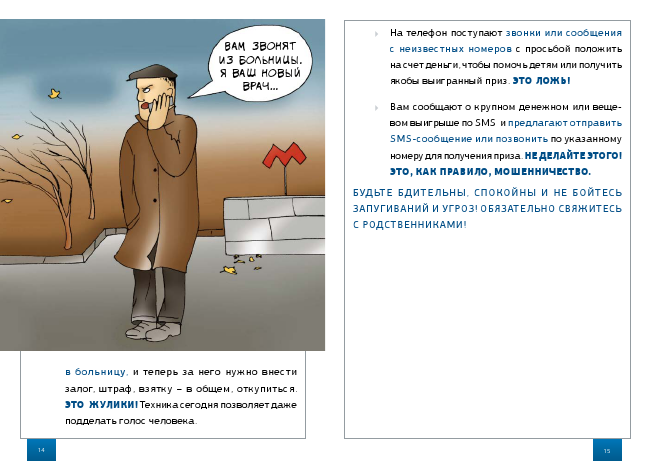 ВАМ ЗВОНЯТ
ИЗ БОЛЬНИЦЫ.
Я ВАШ НОВЫЙ
ВРАЧ...
в больницу, и теперь за него нужно внести
залог, штраф, взятку – в общем, откупиться.
ЭТО ЖУЛИКИ! Техника сегодня позволяет даже
подделать голос человека.
14
На телефон поступают звонки или сообщения
с неизвестных номеров с просьбой положить
на счет деньги, чтобы помочь детям или получить
якобы выигранный приз. ЭТО ЛОЖЬ!
Вам сообщают о крупном денежном или веще-
вом выигрыше по SMS и предлагают отправить
SMS-сообщение или позвонить по указанному
номеру для получения приза. НЕ ДЕЛАЙТЕ ЭТОГО!
ЭТО, КАК ПРАВИЛО, МОШЕННИЧЕСТВО.
БУДЬТЕ БДИТЕЛЬНЫ, СПОКОЙНЫ И НЕ БОЙТЕСЬ
ЗАПУГИВАНИЙ И УГРОЗ! ОБЯЗАТЕЛЬНО СВЯЖИТЕСЬ
С РОДСТВЕННИКАМИ!
15